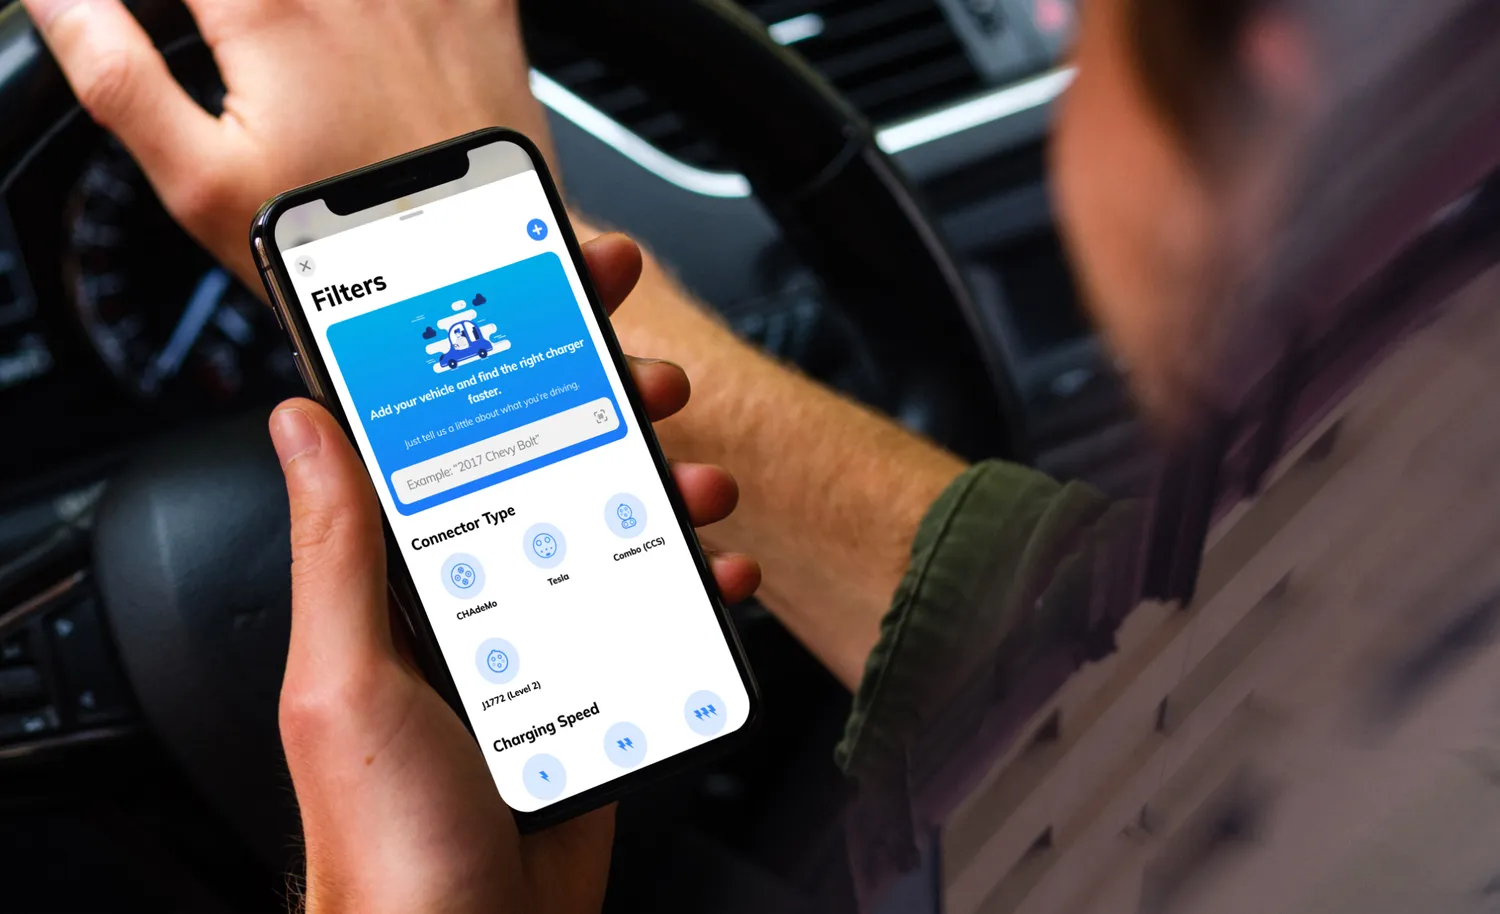 Filters
Add your vehicle and find the right charger
faster.
Just tell us a little about what you're driving.
Example: "2017 Chevy Bolt"
Connector Type
CHAdeMo
Tesla
Combo (CCS)
J1772 (Level 2)
Charging Speed